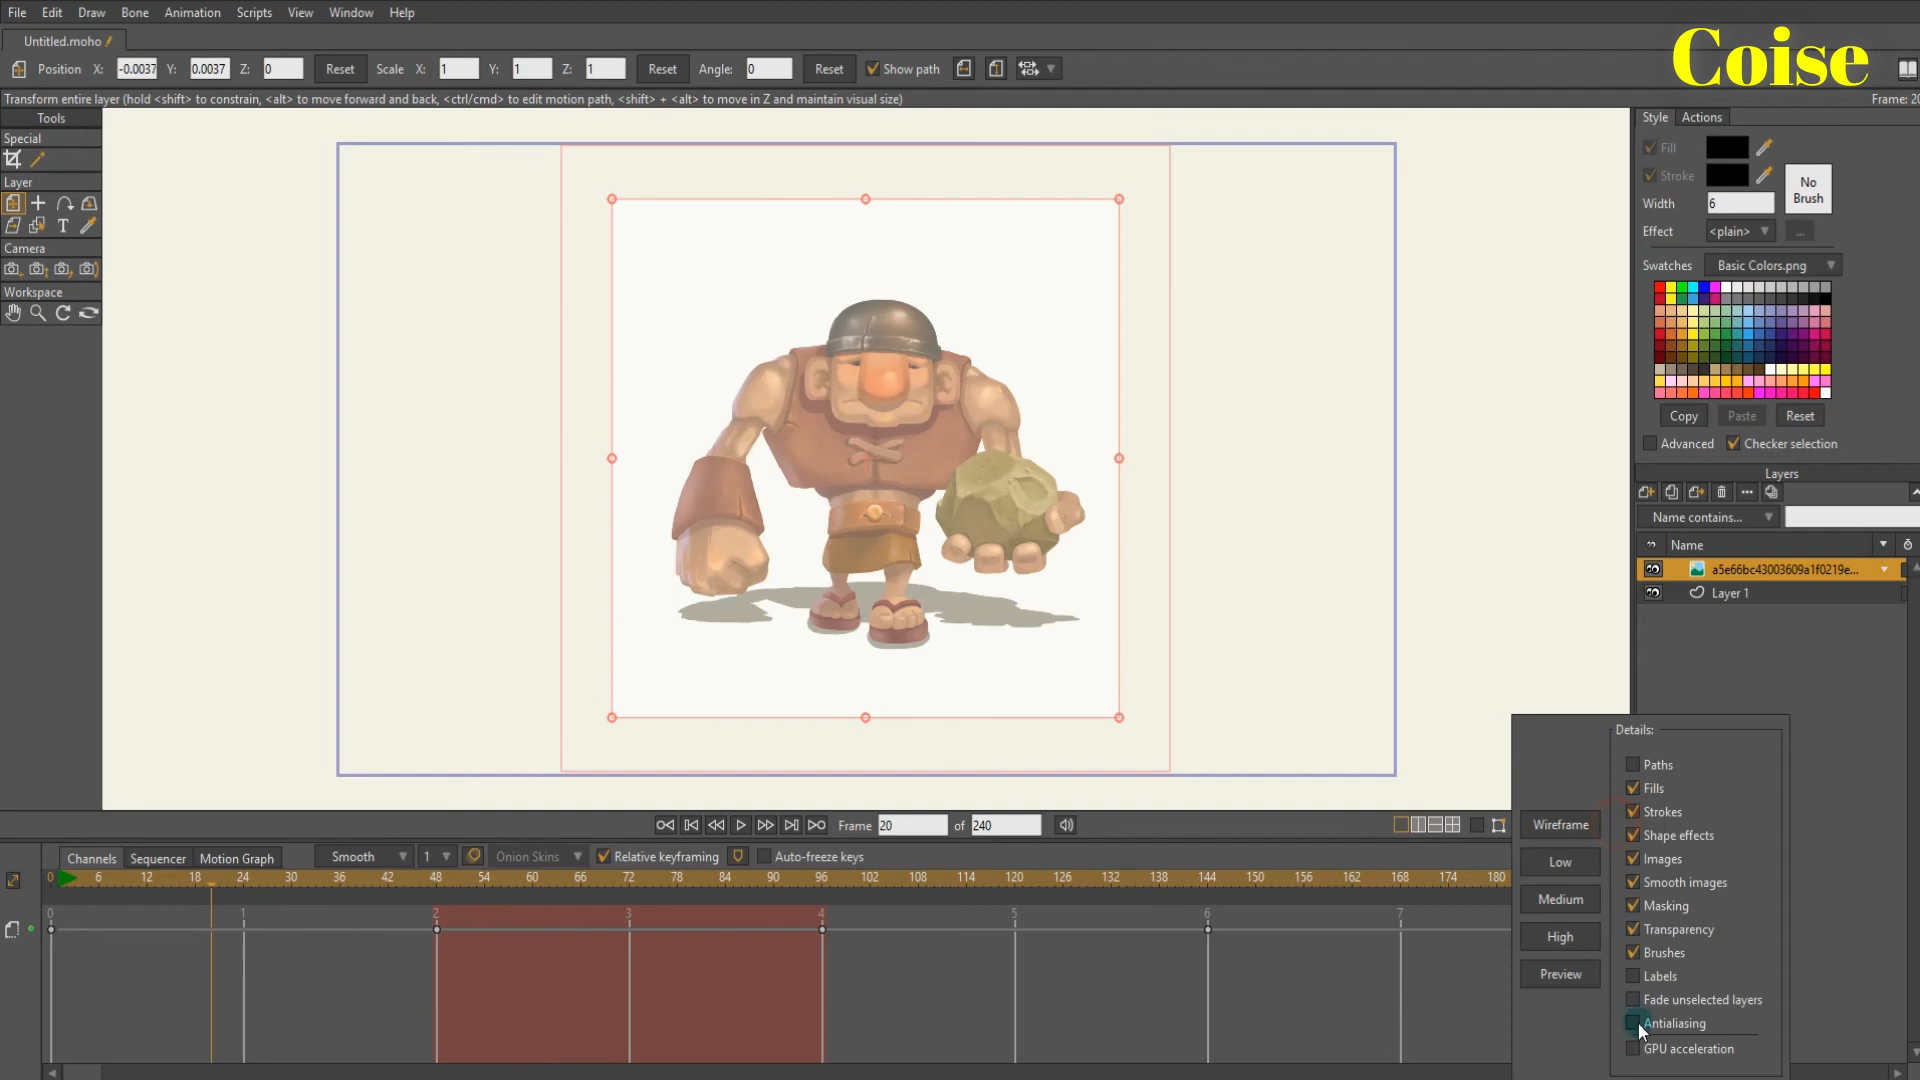 File Edit Draw Bone Animation Scripts View Window Help
Coise
Untitled.moho
Position X: -0.0037 Y: 0.0037 Z: 0 Reset Scale X: 1 Y: 1 Z: 1 Reset Angle: 0 Reset Show path
Transform entire layer (hold <shift> to constrain, <alt> to move forward and back, <ctrl/cmd> to edit motion path, <shift> + <alt> to move in Z and maintain visual size)
Frame: 20
Tools
Special
Layer
T
Camera
Workspace
Style Actions
Fill
Stroke
No
Brush
Width 6
Effect <plain> ...
Swatches Basic Colors.png
Copy Paste Reset
Advanced Checker selection
Layers
Name contains...
Name
a5e66bc43003609a1f0219e...
Layer 1
Details:
Paths
Fills
Strokes
Shape effects
Images
Smooth images
Masking
Transparency
Brushes
Labels
Fade unselected layers
Antialiasing
GPU acceleration
Wireframe
Low
Medium
High
Preview
Frame 20 of 240
Channels Sequencer Motion Graph Smooth 1 Onion Skins Relative keyframing Auto-freeze keys
0 6 12 18 24 30 36 42 48 54 60 66 72 78 84 90 96 102 108 114 120 126 132 138 144 150 156 162 168 174 180
0 1 2 3 4 5 6 7